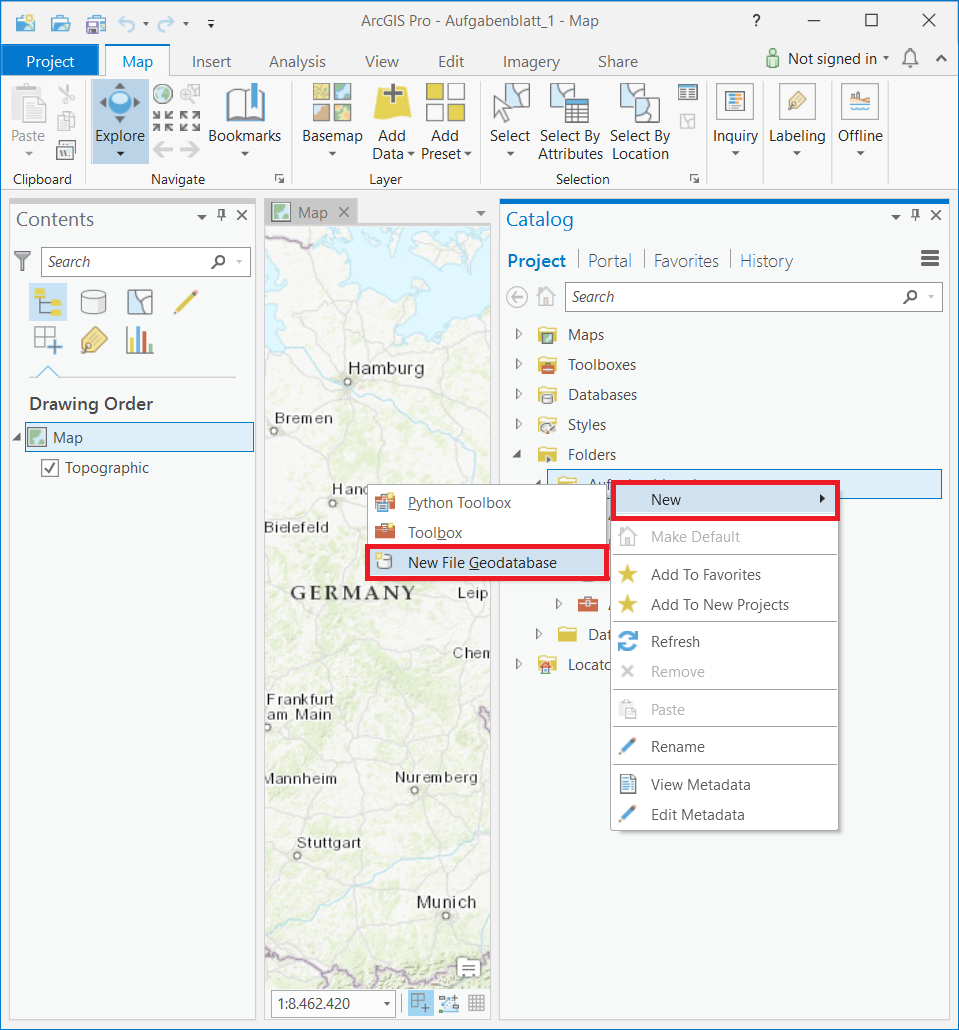 ArcGIS Pro - Aufgabenblatt_1 - Map
?
Project
Map
Insert
Analysis
View
Edit
Imagery
Share
Not signed in
Paste
Explore
Bookmarks
Basemap
Add Data
Add Preset
Select
Select By Attributes
Select By Location
Inquiry
Labeling
Offline
Clipboard
Navigate
Layer
Selection
Contents
Search
Drawing Order
Map
Topographic
Map
Hamburg
Bremen
Bielefeld
GERMANY
Leip
Chem
Frankfurt
am Main
Mannheim
Nuremberg
Stuttgart
Munich
1:8.462.420
Catalog
Project
Portal
Favorites
History
Search
Maps
Toolboxes
Databases
Styles
Folders
Locato
Python Toolbox
Toolbox
New File Geodatabase
New
Make Default
Add To Favorites
Add To New Projects
Refresh
Remove
Paste
Rename
View Metadata
Edit Metadata